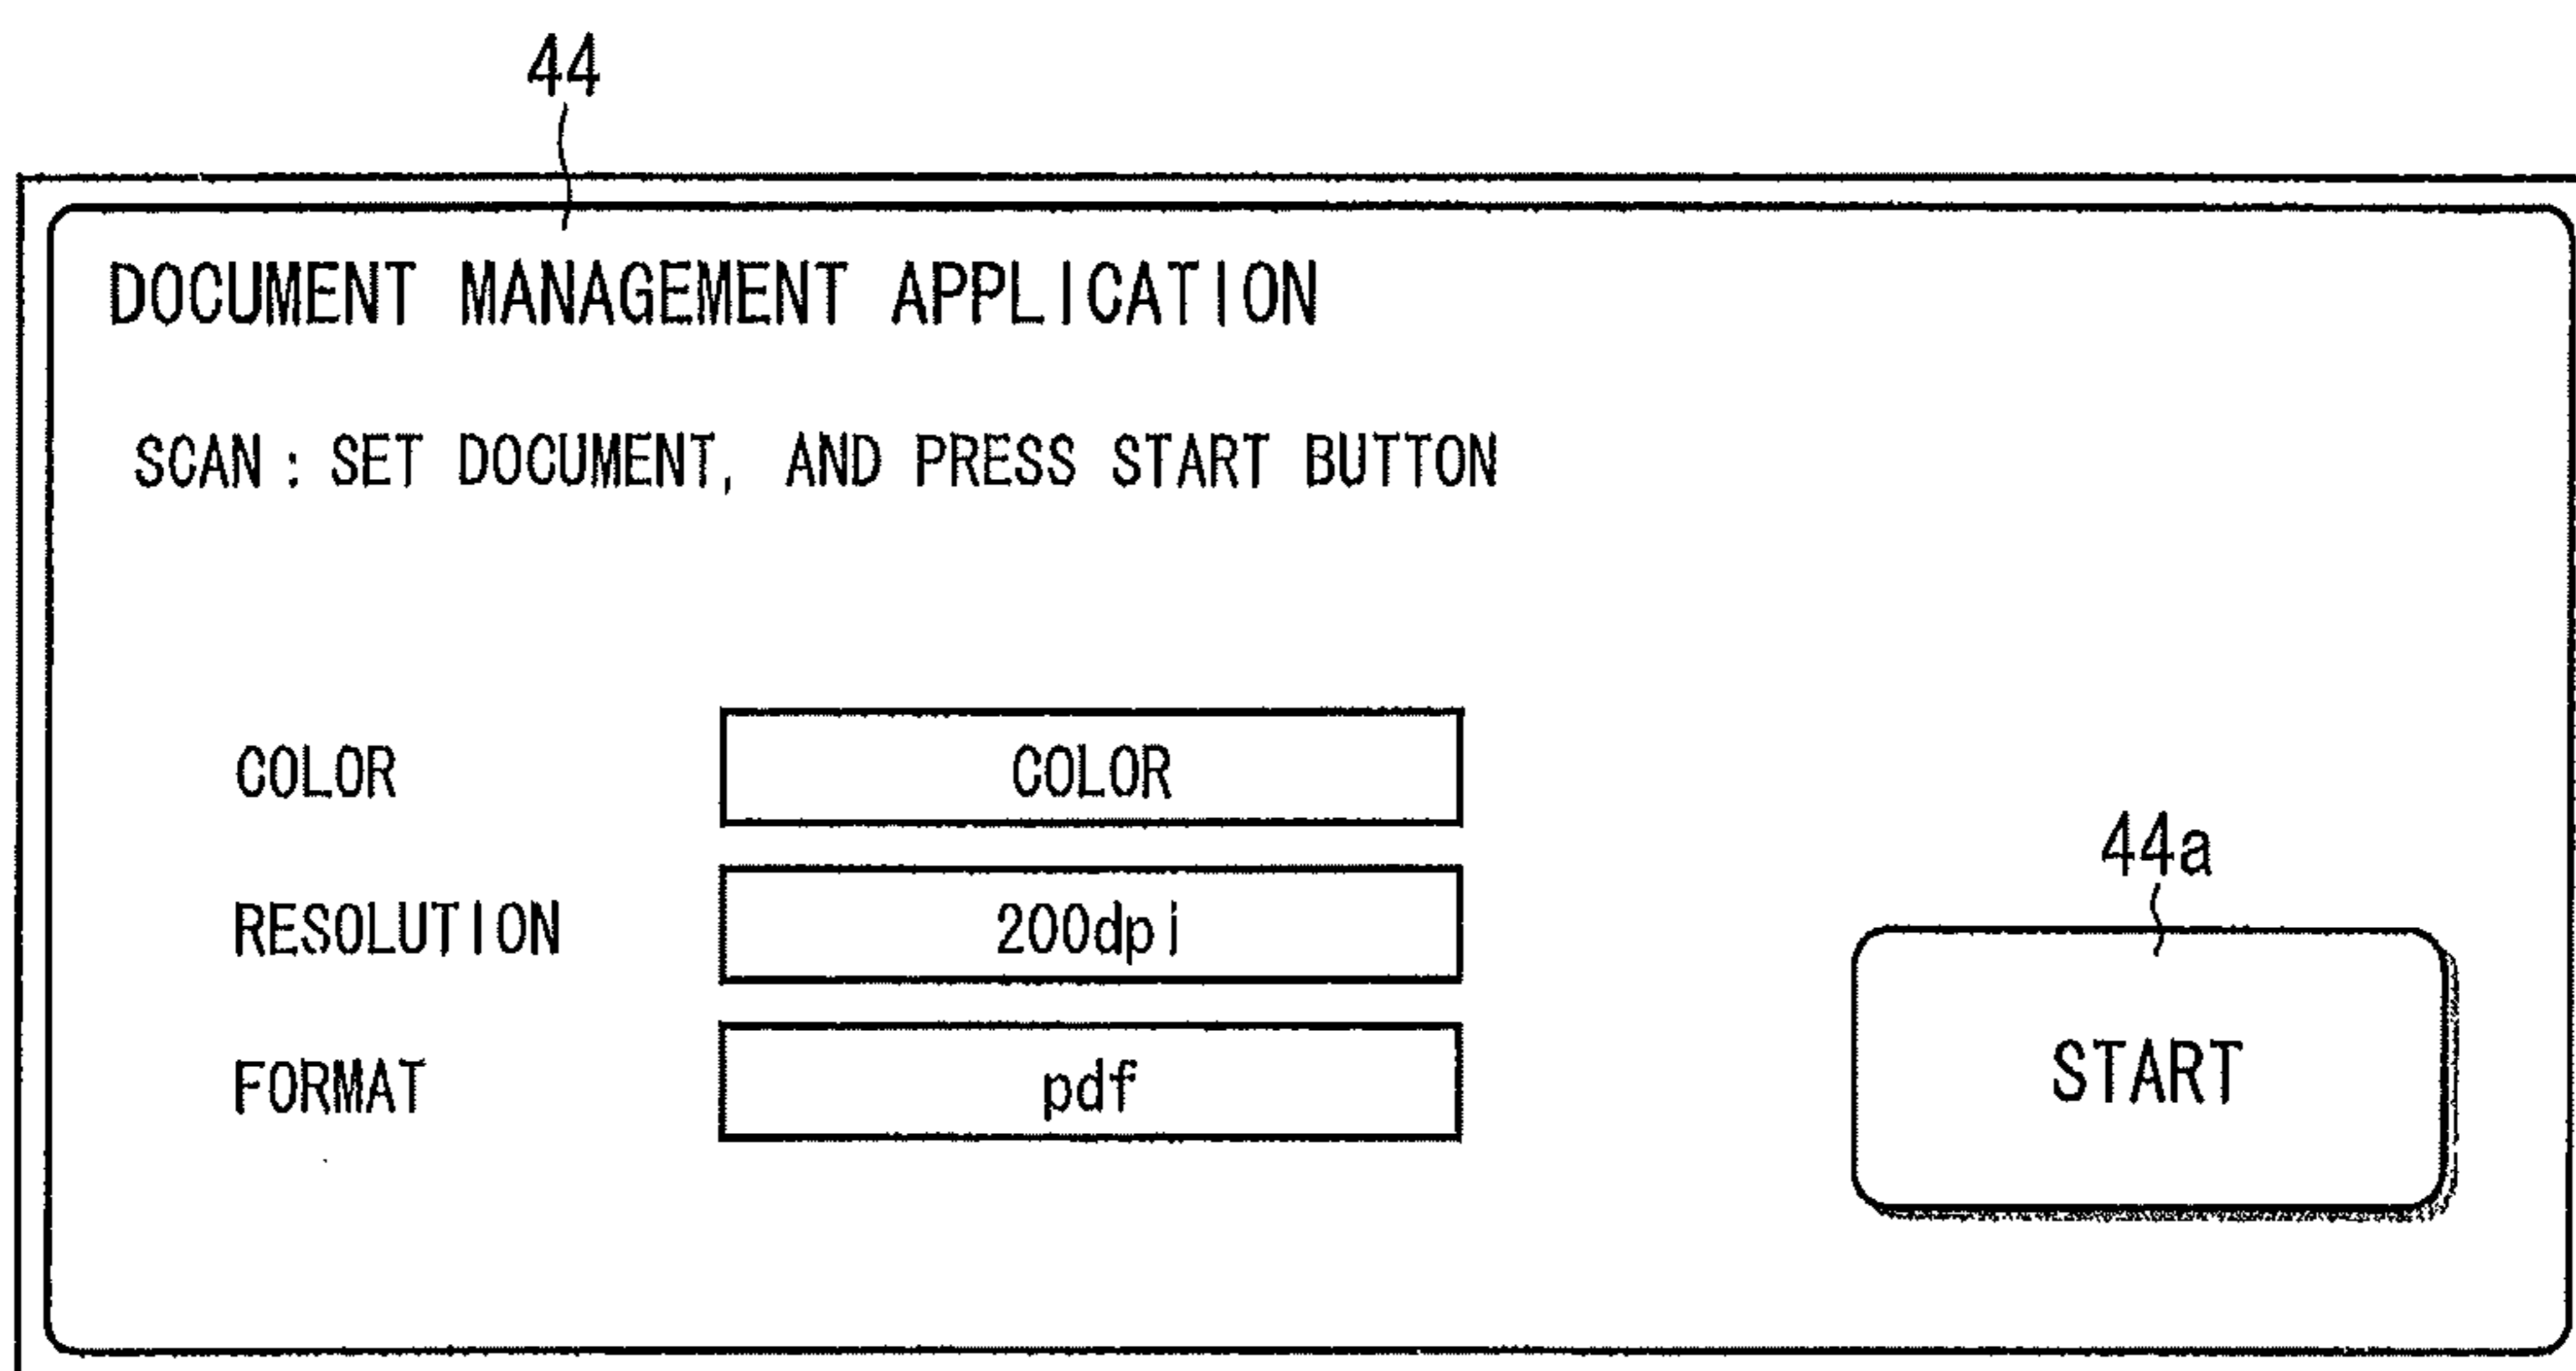 44
DOCUMENT MANAGEMENT APPLICATION
SCAN : SET DOCUMENT, AND PRESS START BUTTON
COLOR COLOR
44a
RESOLUTION 200dpi
FORMAT pdf
START